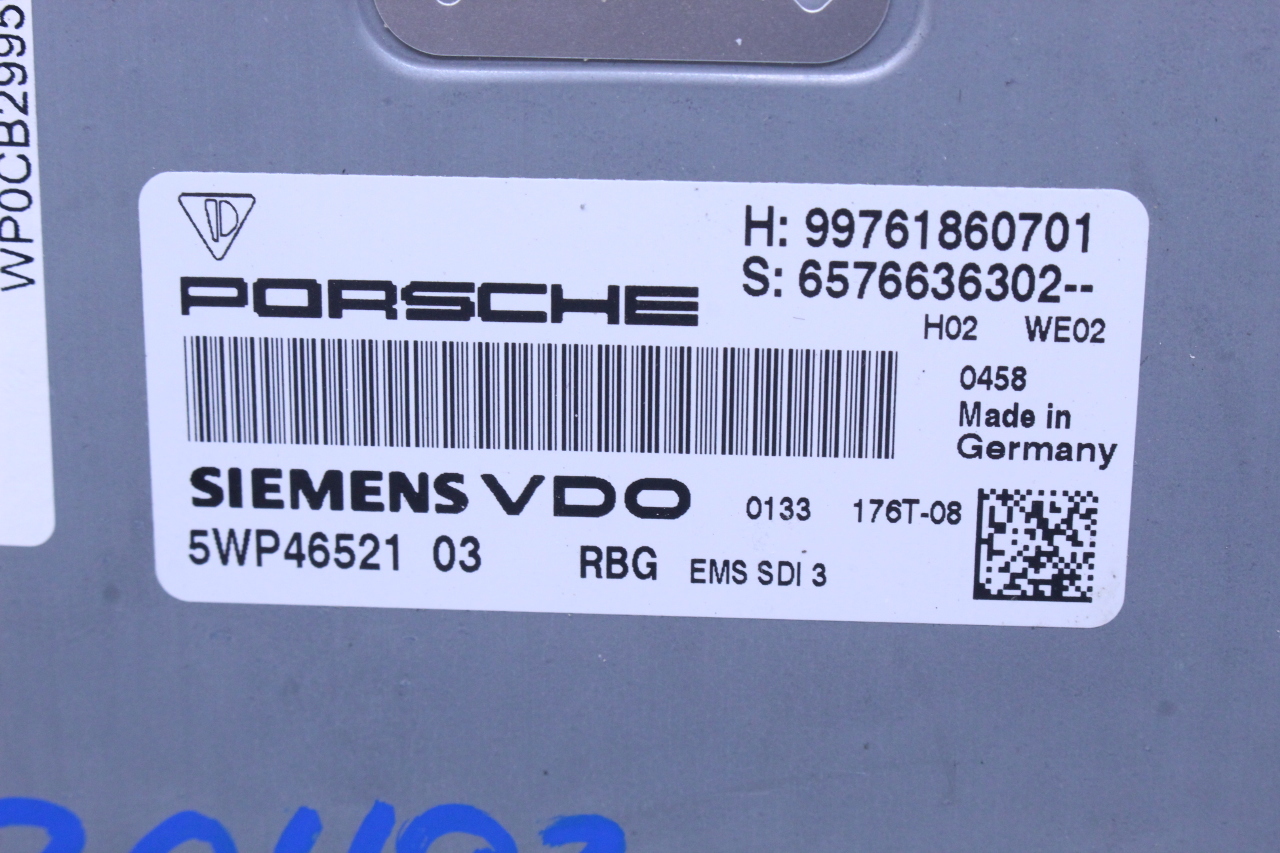 WP0CB2995
PORSCHE
H: 99761860701
S: 6576636302--
H02 WE02
0458
Made in
Germany
SIEMENS VDO 0133 176T-08
5WP46521 03 RBG EMS SDI 3